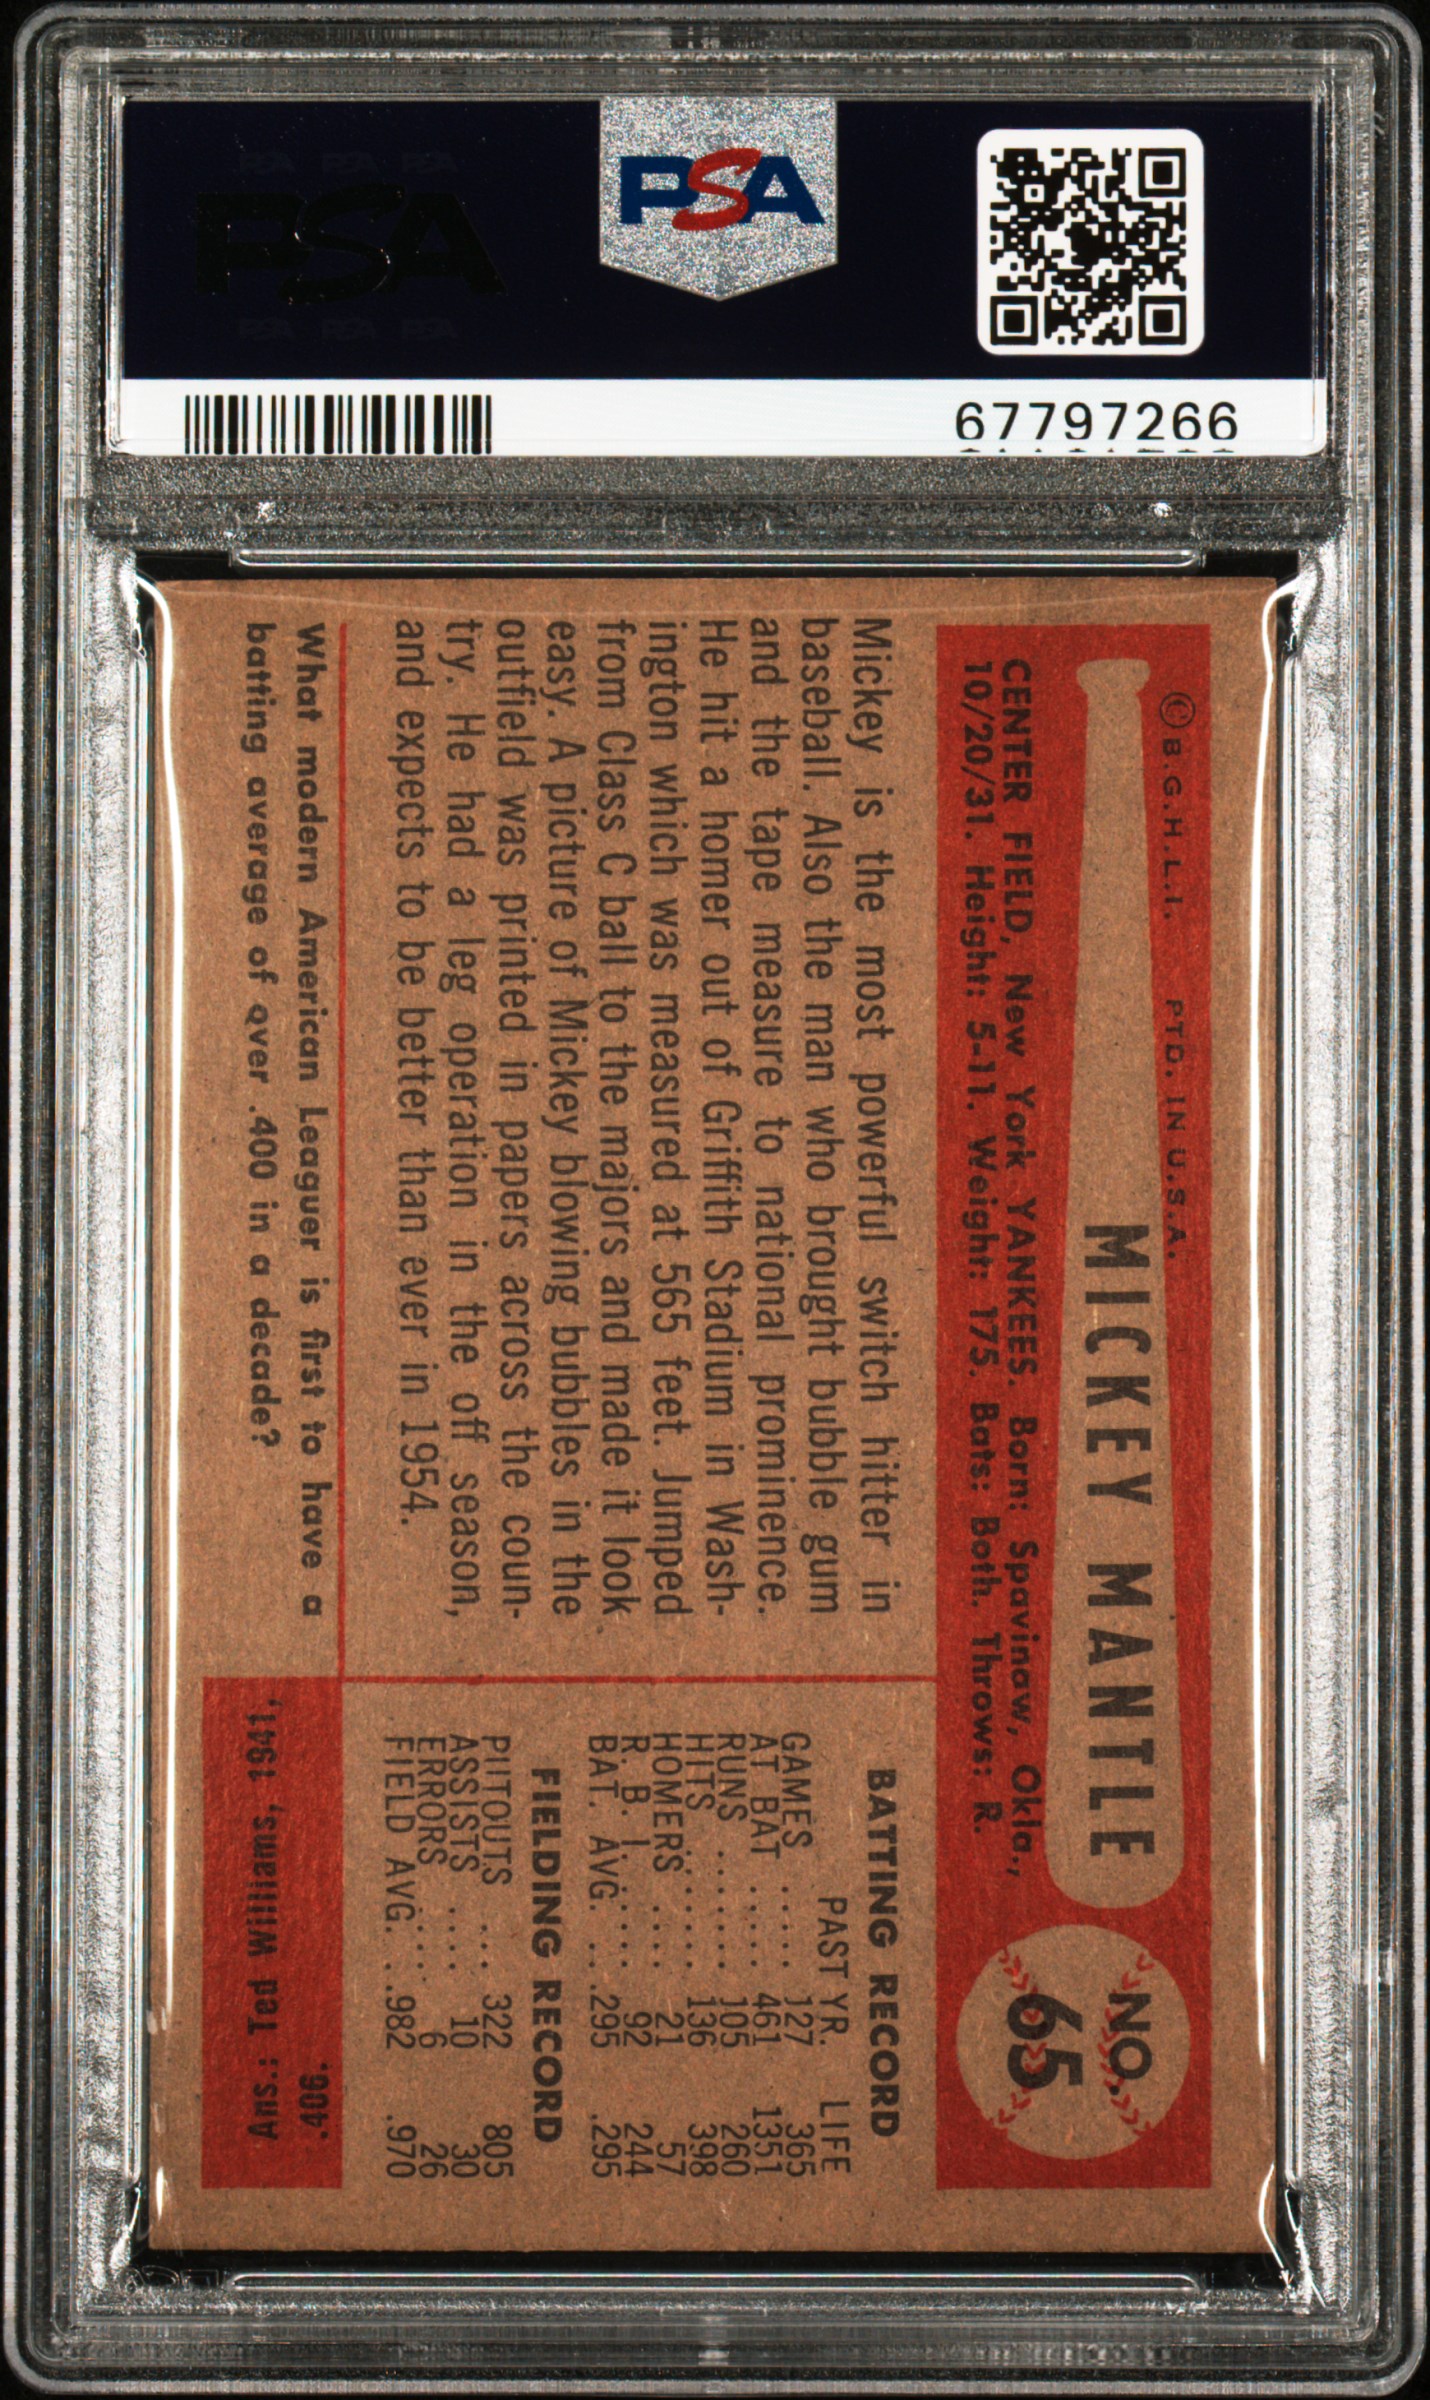 PSA
PSA
67797266
© B.G.H.L.I. PTD. IN U.S.A.
MICKEY MANTLE
NO.
65
CENTER FIELD, New York YANKEES. Born: Spavinaw, Okla.,
10/20/31. Height: 5-11. Weight: 175. Bats: Both. Throws: R.
Mickey is the most powerful switch hitter in
baseball. Also the man who brought bubble gum
and the tape measure to national prominence.
He hit a homer out of Griffith Stadium in Wash-
ington which was measured at 565 feet. Jumped
from Class C ball to the majors and made it look
easy. A picture of Mickey blowing bubbles in the
outfield was printed in papers across the coun-
try. He had a leg operation in the off season,
and expects to be better than ever in 1954.
BATTING RECORD
PAST YR. LIFE
GAMES .... 127 365
AT BAT ..... 461 1351
RUNS ....... 105 260
HITS ....... 136 398
HOMERS .... 21 57
R. B. I. .... 92 244
BAT. AVG. ...295 .295
FIELDING RECORD
PUTOUTS ... 322 805
ASSISTS .... 10 30
ERRORS .... 6 26
FIELD AVG. ..982 .970
What modern American Leaguer is first to have a
batting average of over .400 in a decade?
Ans.: Ted Williams, 1941,
.406.